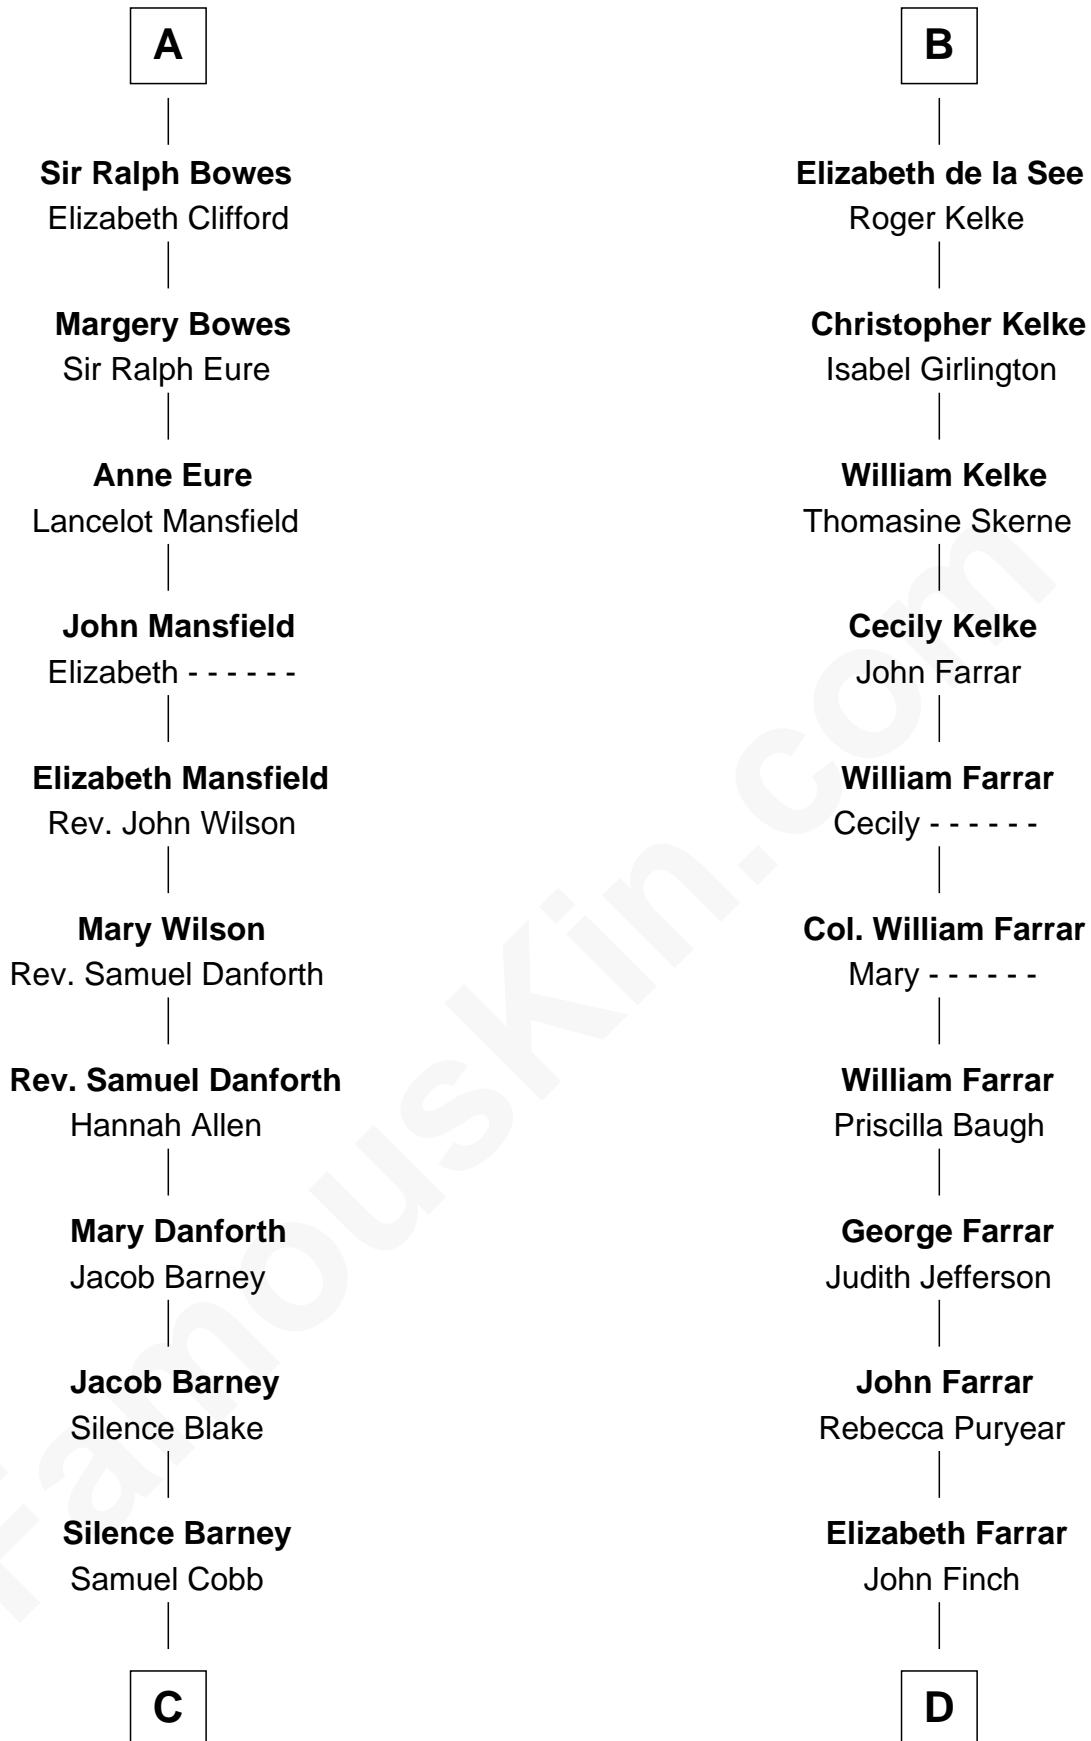 A
Sir Ralph Bowes
Elizabeth Clifford
Margery Bowes
Sir Ralph Eure
Anne Eure
Lancelot Mansfield
John Mansfield
Elizabeth - - - - - -
Elizabeth Mansfield
Rev. John Wilson
Mary Wilson
Rev. Samuel Danforth
Rev. Samuel Danforth
Hannah Allen
Mary Danforth
Jacob Barney
Jacob Barney
Silence Blake
Silence Barney
Samuel Cobb
C
B
Elizabeth de la See
Roger Kelke
Christopher Kelke
Isabel Girlington
William Kelke
Thomasine Skerne
Cecily Kelke
John Farrar
William Farrar
Cecily - - - - - -
Col. William Farrar
Mary - - - - - -
William Farrar
Priscilla Baugh
George Farrar
Judith Jefferson
John Farrar
Rebecca Puryear
Elizabeth Farrar
John Finch
D
FamousKin.com